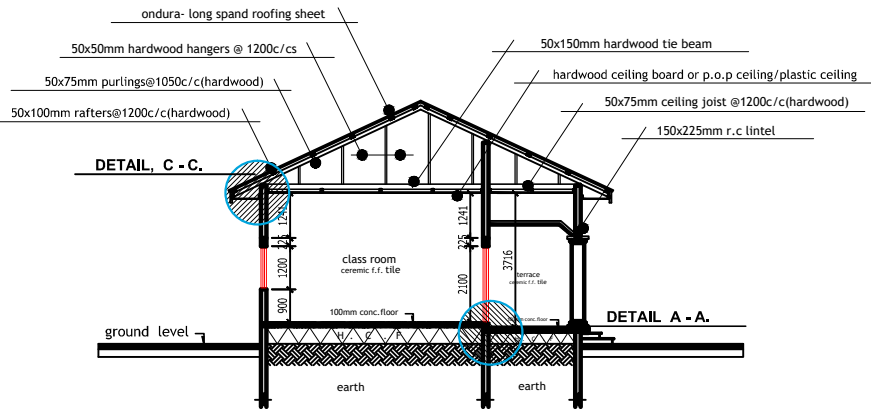 ondura- long spand roofing sheet
50x50mm hardwood hangers @ 1200c/cs
50x150mm hardwood tie beam
hardwood ceiling board or p.o.p ceiling/plastic ceiling
50x75mm purlings@1050c/c(hardwood)
50x75mm ceiling joist @1200c/c(hardwood)
50x100mm rafters@1200c/c(hardwood)
150x225mm r.c lintel
DETAIL, C - C.
1241
1241
225
225
class room
ceremic f.f. tile
3716
terrace
ceremic f.f. tile
1200
2100
900
100mm conc.floor
conc.floor
DETAIL A - A.
ground level
H . C . F
earth
earth